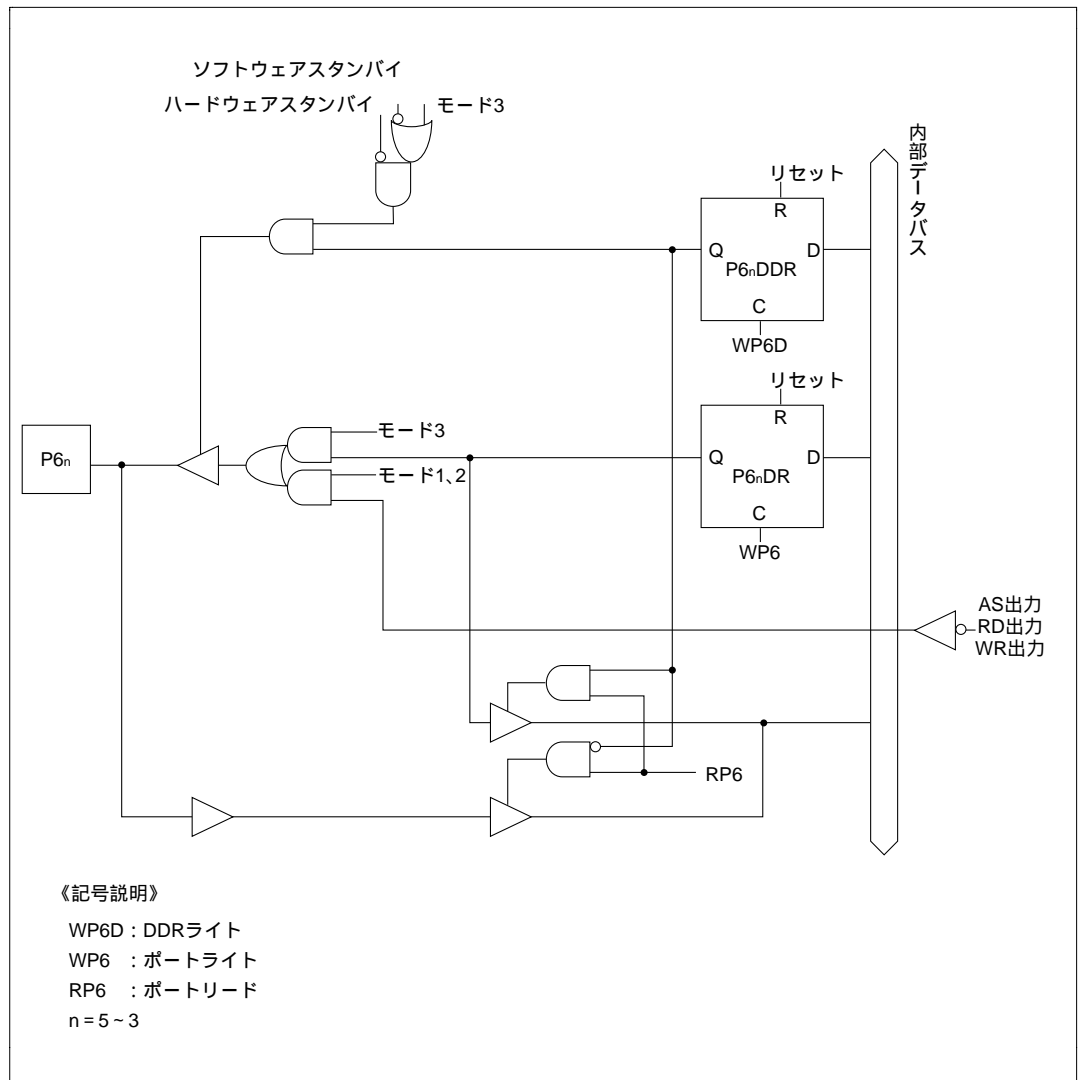 ソフトウェアスタンバイ
ハードウェアスタンバイ
モード3
内部データバス
リセット
R
Q
D
P6nDDR
C
WP6D
リセット
R
モード3
P6n
Q
D
モード1、2
P6nDR
C
WP6
AS出力
RD出力
WR出力
RP6
《記号説明》
WP6D：DDRライト
WP6 ：ポートライト
RP6 ：ポートリード
n = 5 ~ 3